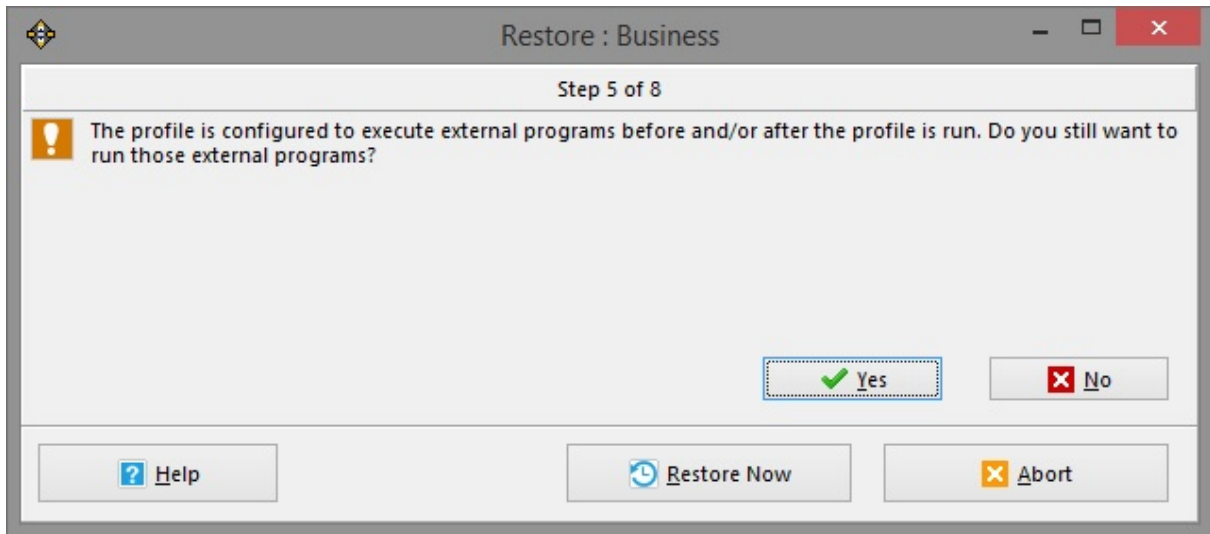 Restore : Business
Step 5 of 8
The profile is configured to execute external programs before and/or after the profile is run. Do you still want to
run those external programs?
Yes
No
Help
Restore Now
Abort